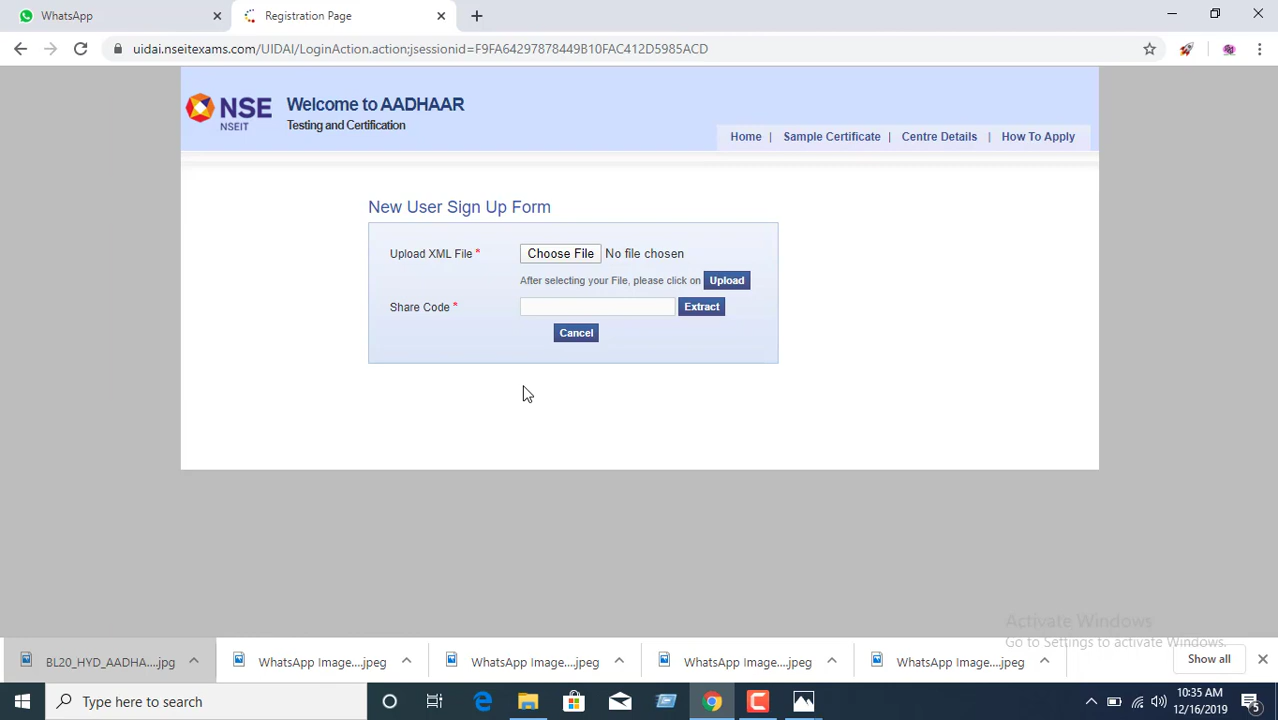 WhatsApp
Registration Page
uidai.nseitexams.com/UIDAI/LoginAction.action;jsessionid=F9FA64297878449B10FAC412D5985ACD
NSE
NSEIT
Welcome to AADHAAR
Testing and Certification
Home | Sample Certificate | Centre Details | How To Apply
New User Sign Up Form
Upload XML File * Choose File No file chosen
After selecting your File, please click on Upload
Share Code * Extract
Cancel
Activate Windows
Go to Settings to activate Windows.
BL20_HYD_AADHA....jpg
WhatsApp Image....jpeg
WhatsApp Image....jpeg
WhatsApp Image....jpeg
WhatsApp Image....jpeg
Show all
Type here to search
10:35 AM
12/16/2019
5